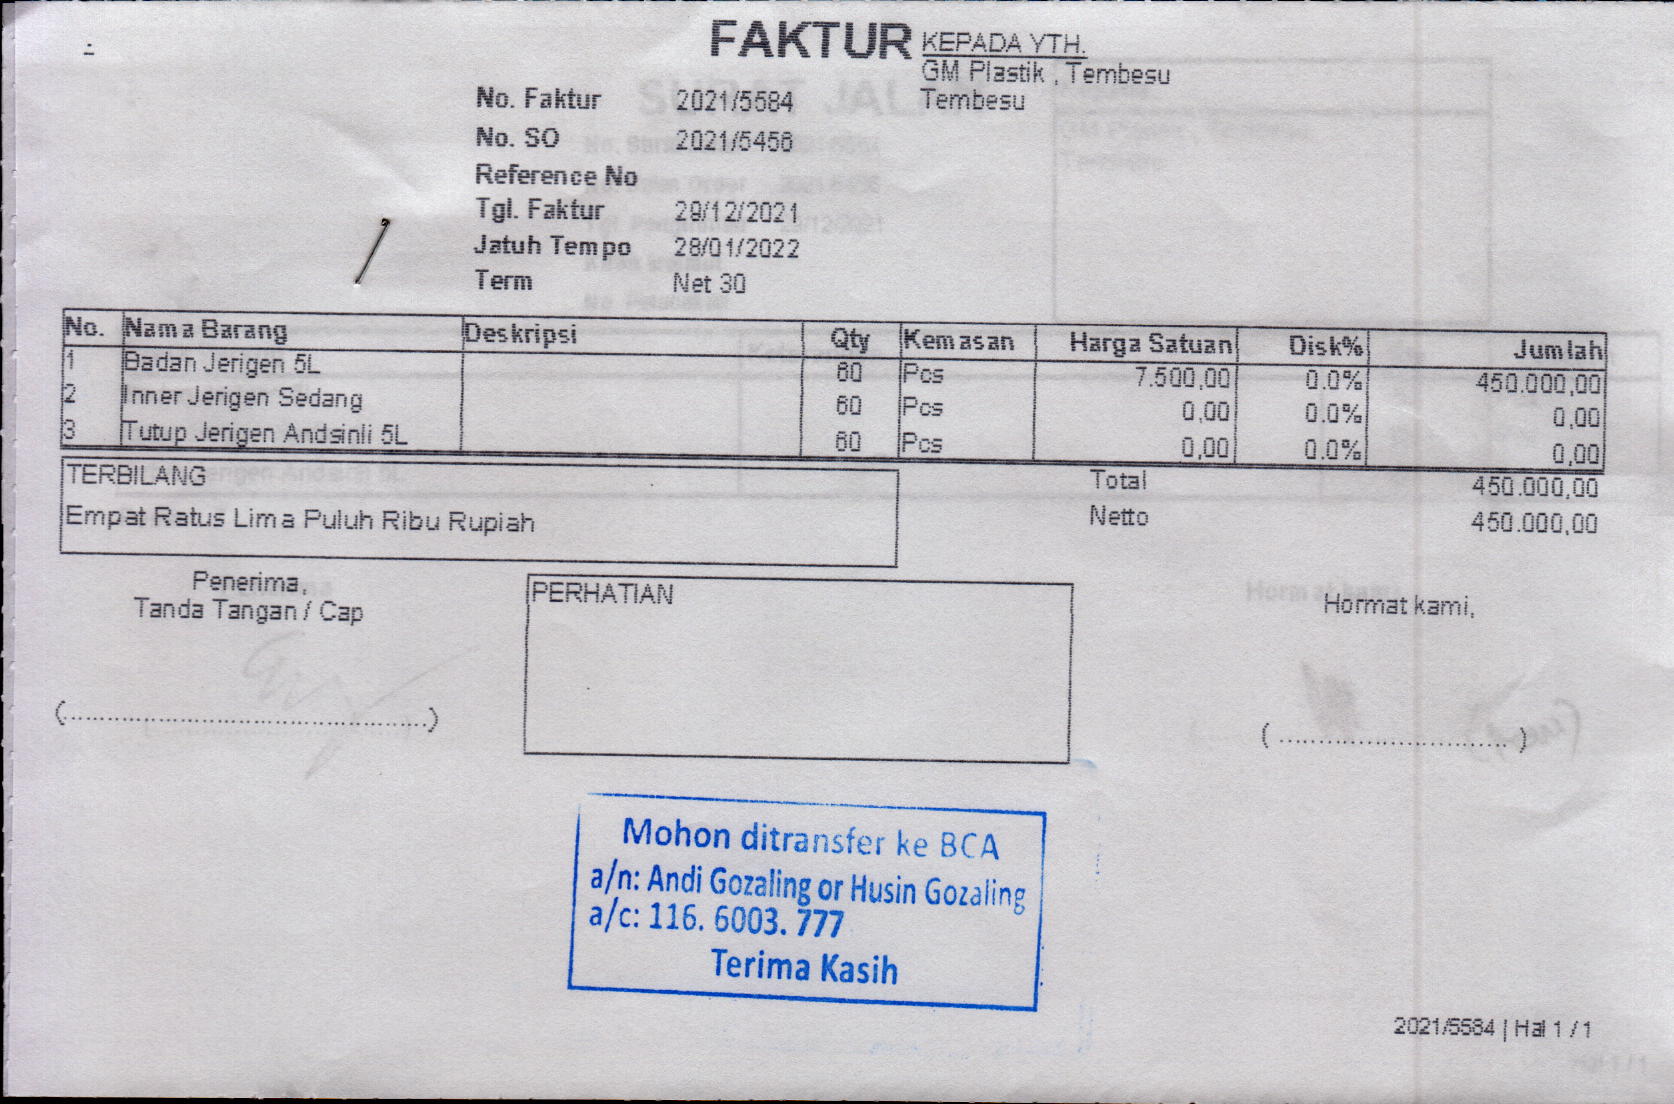 FAKTUR
KEPADA YTH.
GM Plastik , Tembesu
Tembesu
No. Faktur 2021/5584
No. SO 2021/5456
Reference No
Tgl. Faktur 29/12/2021
Jatuh Tempo 28/01/2022
Term Net 30
No. Nama Barang Deskripsi Qty Kemasan Harga Satuan Disk% Jumlah
1 Badan Jerigen 5L 60 Pcs 7.500,00 0.0% 450.000,00
2 Inner Jerigen Sedang 60 Pcs 0,00 0.0% 0,00
3 Tutup Jerigen Andsinli 5L 60 Pcs 0,00 0.0% 0,00
TERBILANG
Empat Ratus Lima Puluh Ribu Rupiah
Total 450.000,00
Netto 450.000,00
Penerima,
Tanda Tangan / Cap
PERHATIAN
Hormat kami,
(............................................)
( ............................. )
Mohon ditransfer ke BCA
a/n: Andi Gozaling or Husin Gozaling
a/c: 116. 6003. 777
Terima Kasih
2021/5584 | Hal 1 / 1